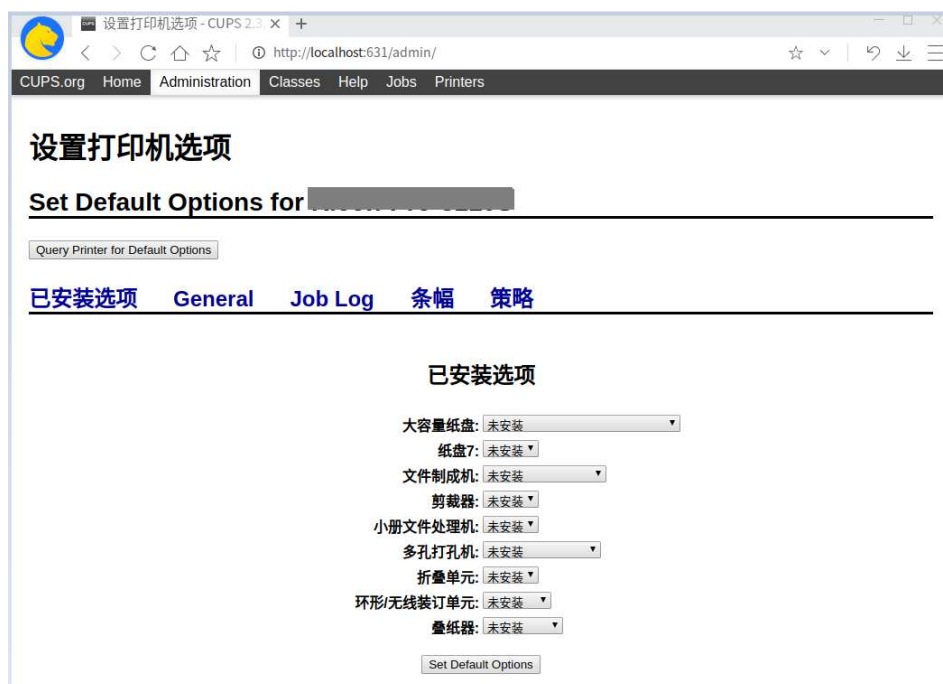 CUPS
设置打印机选项 - CUPS 2.3.
http://localhost:631/admin/
CUPS.org Home Administration Classes Help Jobs Printers
设置打印机选项
Set Default Options for
Query Printer for Default Options
已安装选项 General Job Log 条幅 策略
已安装选项
大容量纸盘: 未安装
纸盘7: 未安装
文件制成机: 未安装
剪裁器: 未安装
小册文件处理机: 未安装
多孔打孔机: 未安装
折叠单元: 未安装
环形/无线装订单元: 未安装
叠纸器: 未安装
Set Default Options